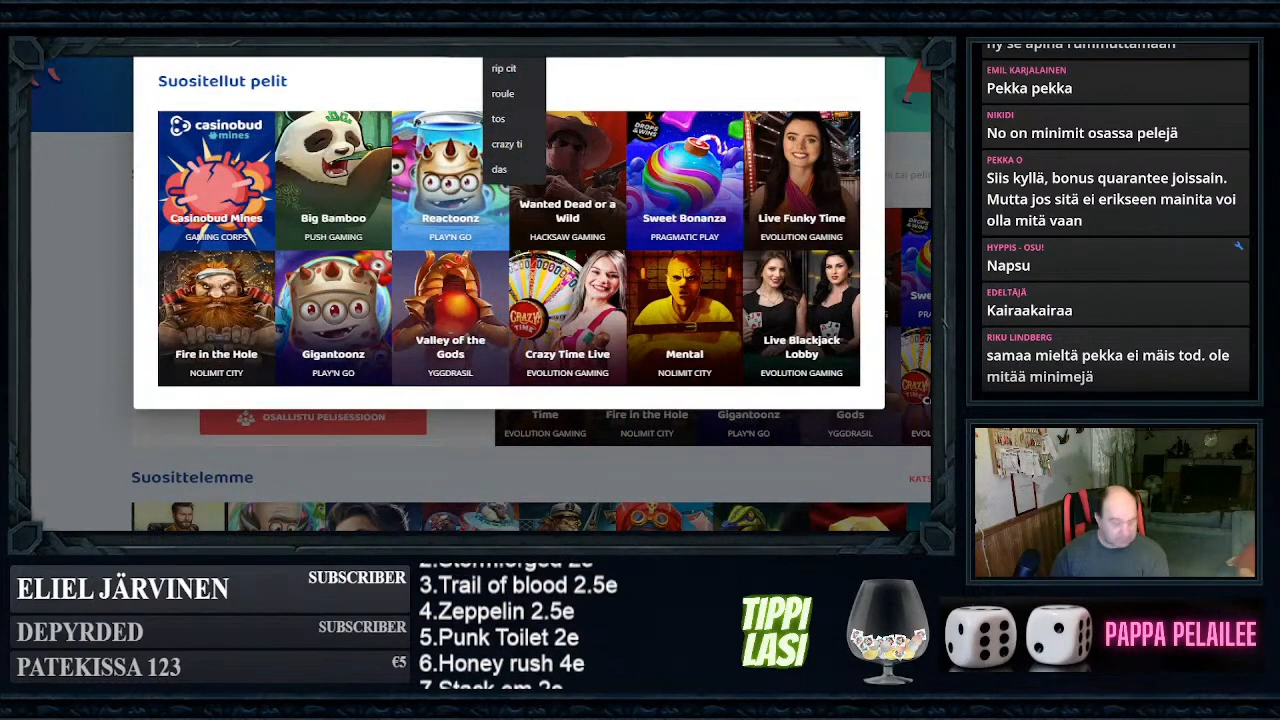 Suositellut pelit
rip cit
roule
tos
crazy ti
das
casinobud
mines
Casinobud Mines
GAMING CORPS
Big Bamboo
PUSH GAMING
Reactoonz
PLAY'N GO
Wanted Dead or a
Wild
HACKSAW GAMING
DROPS
&WINS
Sweet Bonanza
PRAGMATIC PLAY
Live Funky Time
EVOLUTION GAMING
Fire in the Hole
NOLIMIT CITY
Gigantoonz
PLAY'N GO
Valley of the
Gods
YGGDRASIL
CRAZY
TIME
Crazy Time Live
EVOLUTION GAMING
Mental
NOLIMIT CITY
Live Blackjack
Lobby
EVOLUTION GAMING
OSALLISTU PELISESSIOON
Time
EVOLUTION GAMING
Fire in the Hole
NOLIMIT CITY
Gigantoonz
PLAY'N GO
Gods
YGGDRASIL
Suosittelemme
KATS
EMIL KARJALAINEN
Pekka pekka
NIKIDI
No on minimit osassa pelejä
PEKKA O
Siis kyllä, bonus quarantee joissain.
Mutta jos sitä ei erikseen mainita voi
olla mitä vaan
HYPPIS - OSU!
Napsu
EDELTÄJÄ
Kairaakairaa
RIKU LINDBERG
samaa mieltä pekka ei mäis tod. ole
mitää minimejä
ELIEL JÄRVINEN SUBSCRIBER
DEPYRDED SUBSCRIBER
PATEKISSA 123 €5
3.Trail of blood 2.5e
4.Zeppelin 2.5e
5.Punk Toilet 2e
6.Honey rush 4e
TIPPI
LASI
PAPPA PELAILEE